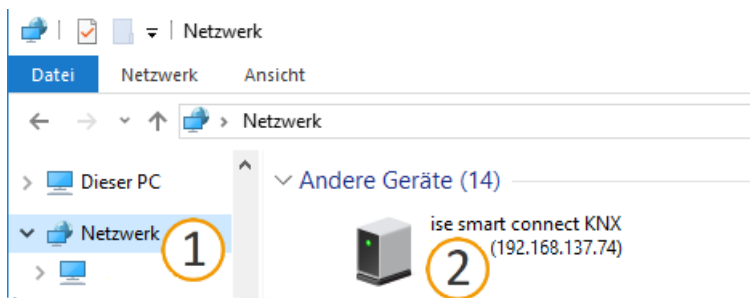 Netzwerk
Datei Netzwerk Ansicht
Netzwerk
Dieser PC
Andere Geräte (14)
Netzwerk
1
ise smart connect KNX
(192.168.137.74)
2